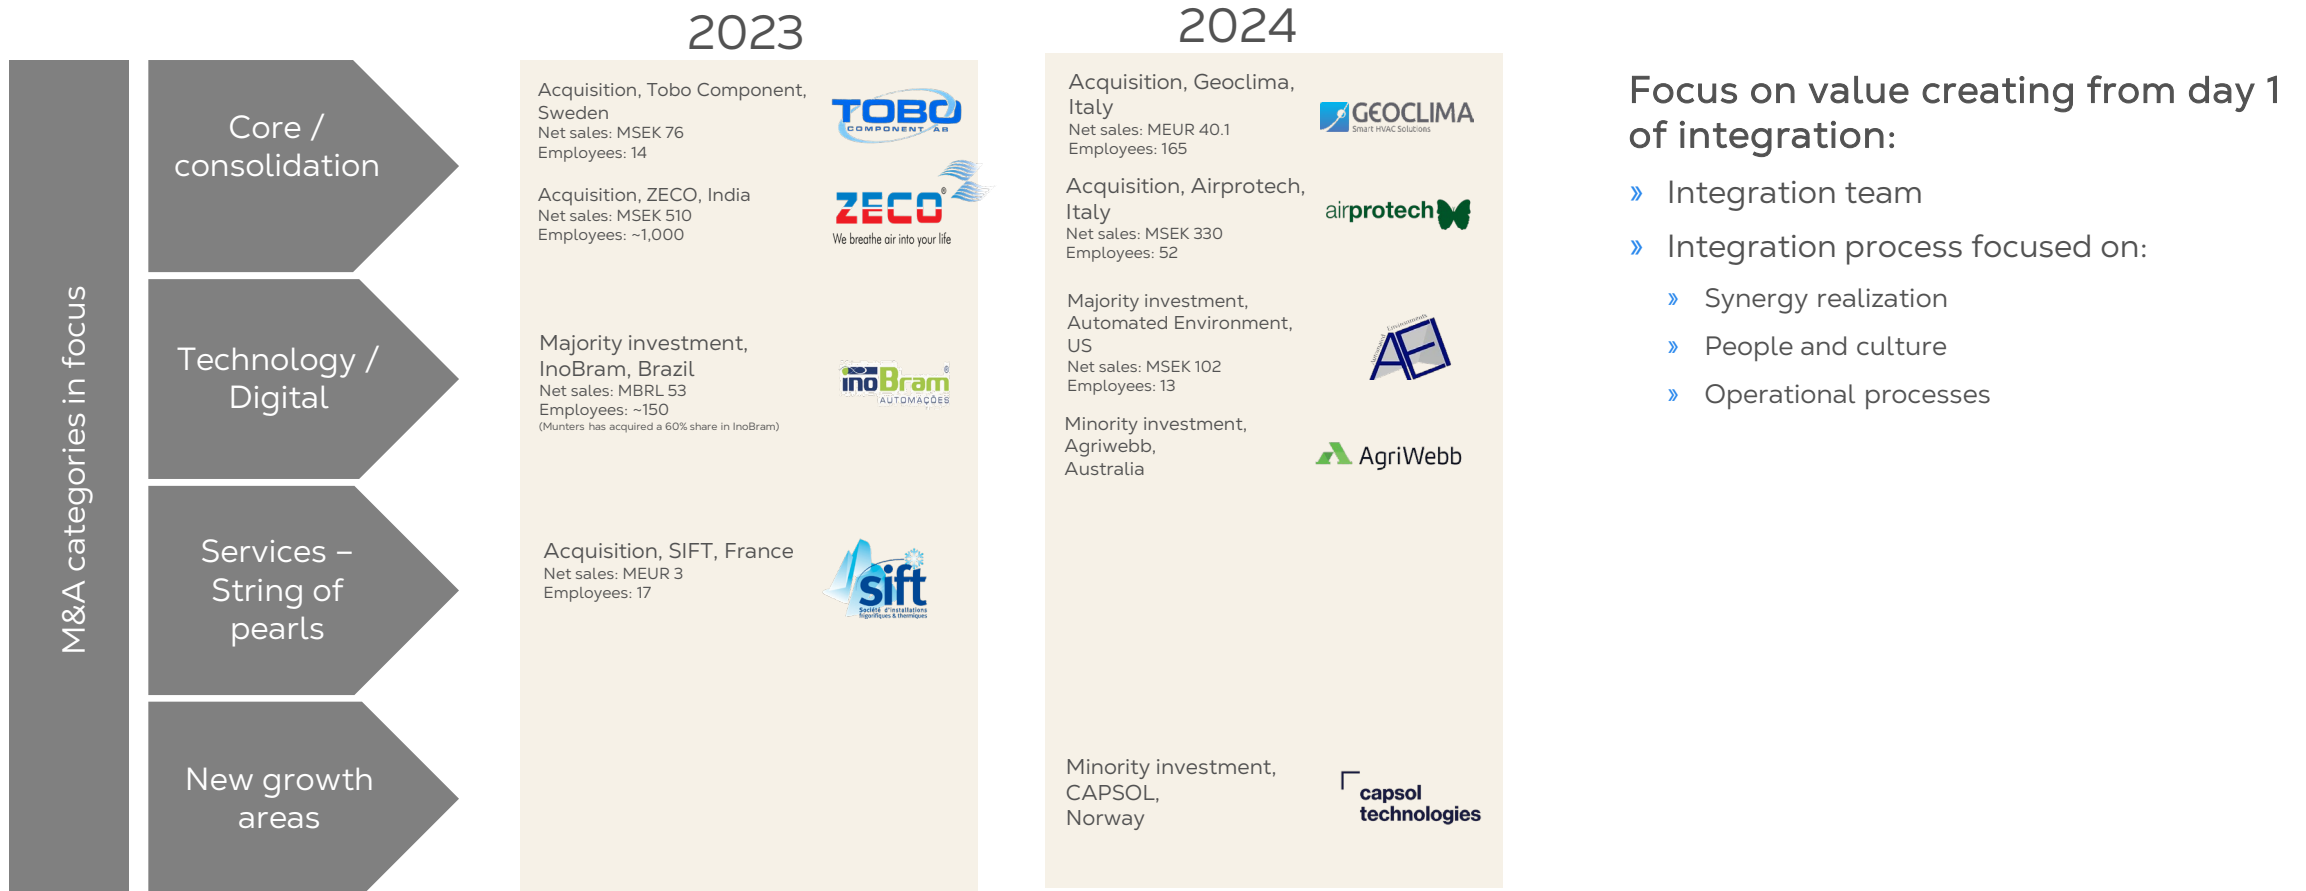 2023
2024
M&A categories in focus
Core /
consolidation
Acquisition, Tobo Component,
Sweden
Net sales: MSEK 76
Employees: 14
TOBO
COMPONENT AB
Acquisition, ZECO, India
Net sales: MSEK 510
Employees: ~1,000
ZECO®
We breathe air into your life
Acquisition, Geoclima,
Italy
Net sales: MEUR 40.1
Employees: 165
GEOCLIMA
Smart HVAC Solutions
Acquisition, Airprotech,
Italy
Net sales: MSEK 330
Employees: 52
airprotech
Technology /
Digital
Majority investment,
InoBram, Brazil
Net sales: MBRL 53
Employees: ~150
(Munters has acquired a 60% share in InoBram)
inoBram®
AUTOMAÇÕES
Majority investment,
Automated Environment,
US
Net sales: MSEK 102
Employees: 13
Automated Environments
AEI
Minority investment,
Agriwebb,
Australia
AgriWebb
Services –
String of
pearls
Acquisition, SIFT, France
Net sales: MEUR 3
Employees: 17
sift
Société d'installations
frigorifiques & thermiques
New growth
areas
Minority investment,
CAPSOL,
Norway
capsol
technologies
Focus on value creating from day 1
of integration:
» Integration team
» Integration process focused on:
» Synergy realization
» People and culture
» Operational processes